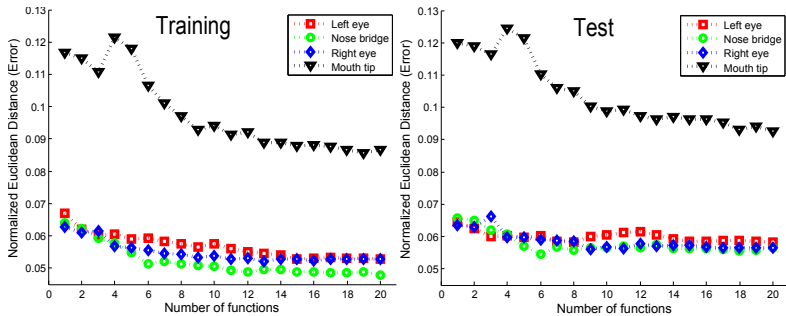 Training
Normalized Euclidean Distance (Error)
0.13
0.12
0.11
0.1
0.09
0.08
0.07
0.06
0.05
0 2 4 6 8 10 12 14 16 18 20
Number of functions
Left eye
Nose bridge
Right eye
Mouth tip
Test
Normalized Euclidean Distance (Error)
0.13
0.12
0.11
0.1
0.09
0.08
0.07
0.06
0.05
0 2 4 6 8 10 12 14 16 18 20
Number of functions
Left eye
Nose bridge
Right eye
Mouth tip